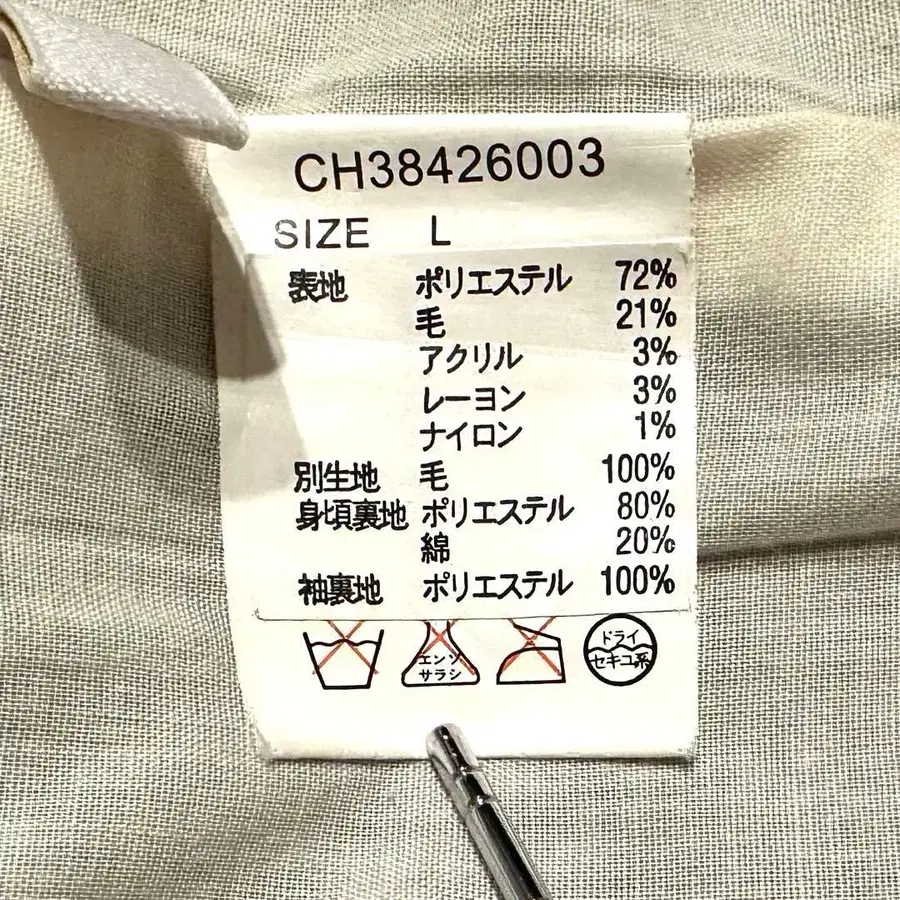 CH38426003
SIZE L
表地 ポリエステル 72%
毛 21%
アクリル 3%
レーヨン 3%
ナイロン 1%
別生地 毛 100%
身頃裏地 ポリエステル 80%
綿 20%
袖裏地 ポリエステル 100%
エンソ
サラシ
ドライ
セキユ系